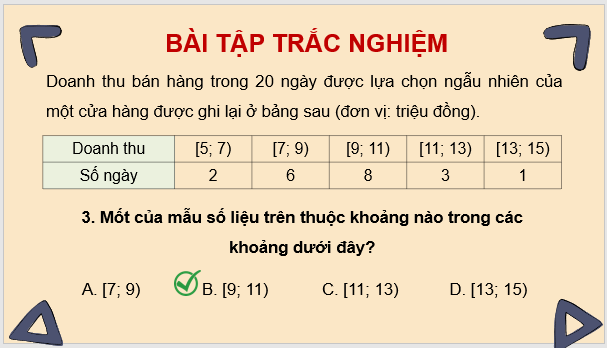 BÀI TẬP TRẮC NGHIỆM
Doanh thu bán hàng trong 20 ngày được lựa chọn ngẫu nhiên của
một cửa hàng được ghi lại ở bảng sau (đơn vị: triệu đồng).
Doanh thu [5; 7) [7; 9) [9; 11) [11; 13) [13; 15)
Số ngày 2 6 8 3 1
3. Mốt của mẫu số liệu trên thuộc khoảng nào trong các
khoảng dưới đây?
A. [7; 9) B. [9; 11) C. [11; 13) D. [13; 15)